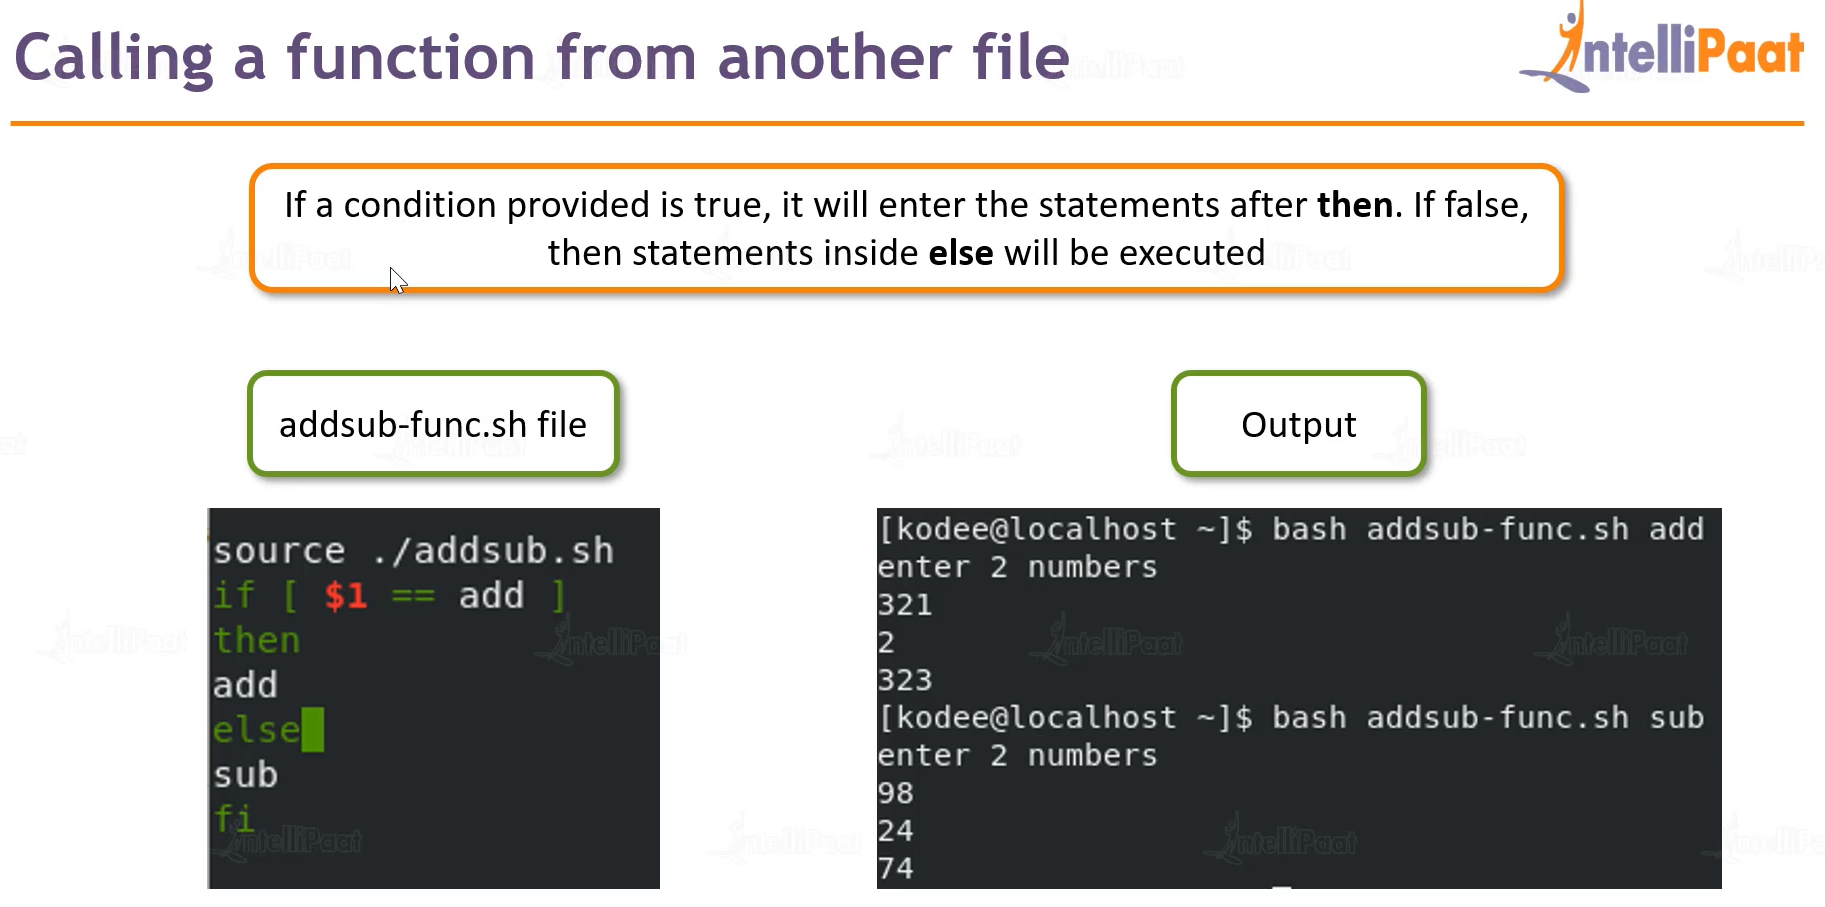 Calling a function from another file
IntelliPaat
If a condition provided is true, it will enter the statements after then. If false,
then statements inside else will be executed
addsub-func.sh file
source ./addsub.sh
if [ $1 == add ]
then
add
else
sub
fi
Output
[kodee@localhost ~]$ bash addsub-func.sh add
enter 2 numbers
321
2
323
[kodee@localhost ~]$ bash addsub-func.sh sub
enter 2 numbers
98
24
74